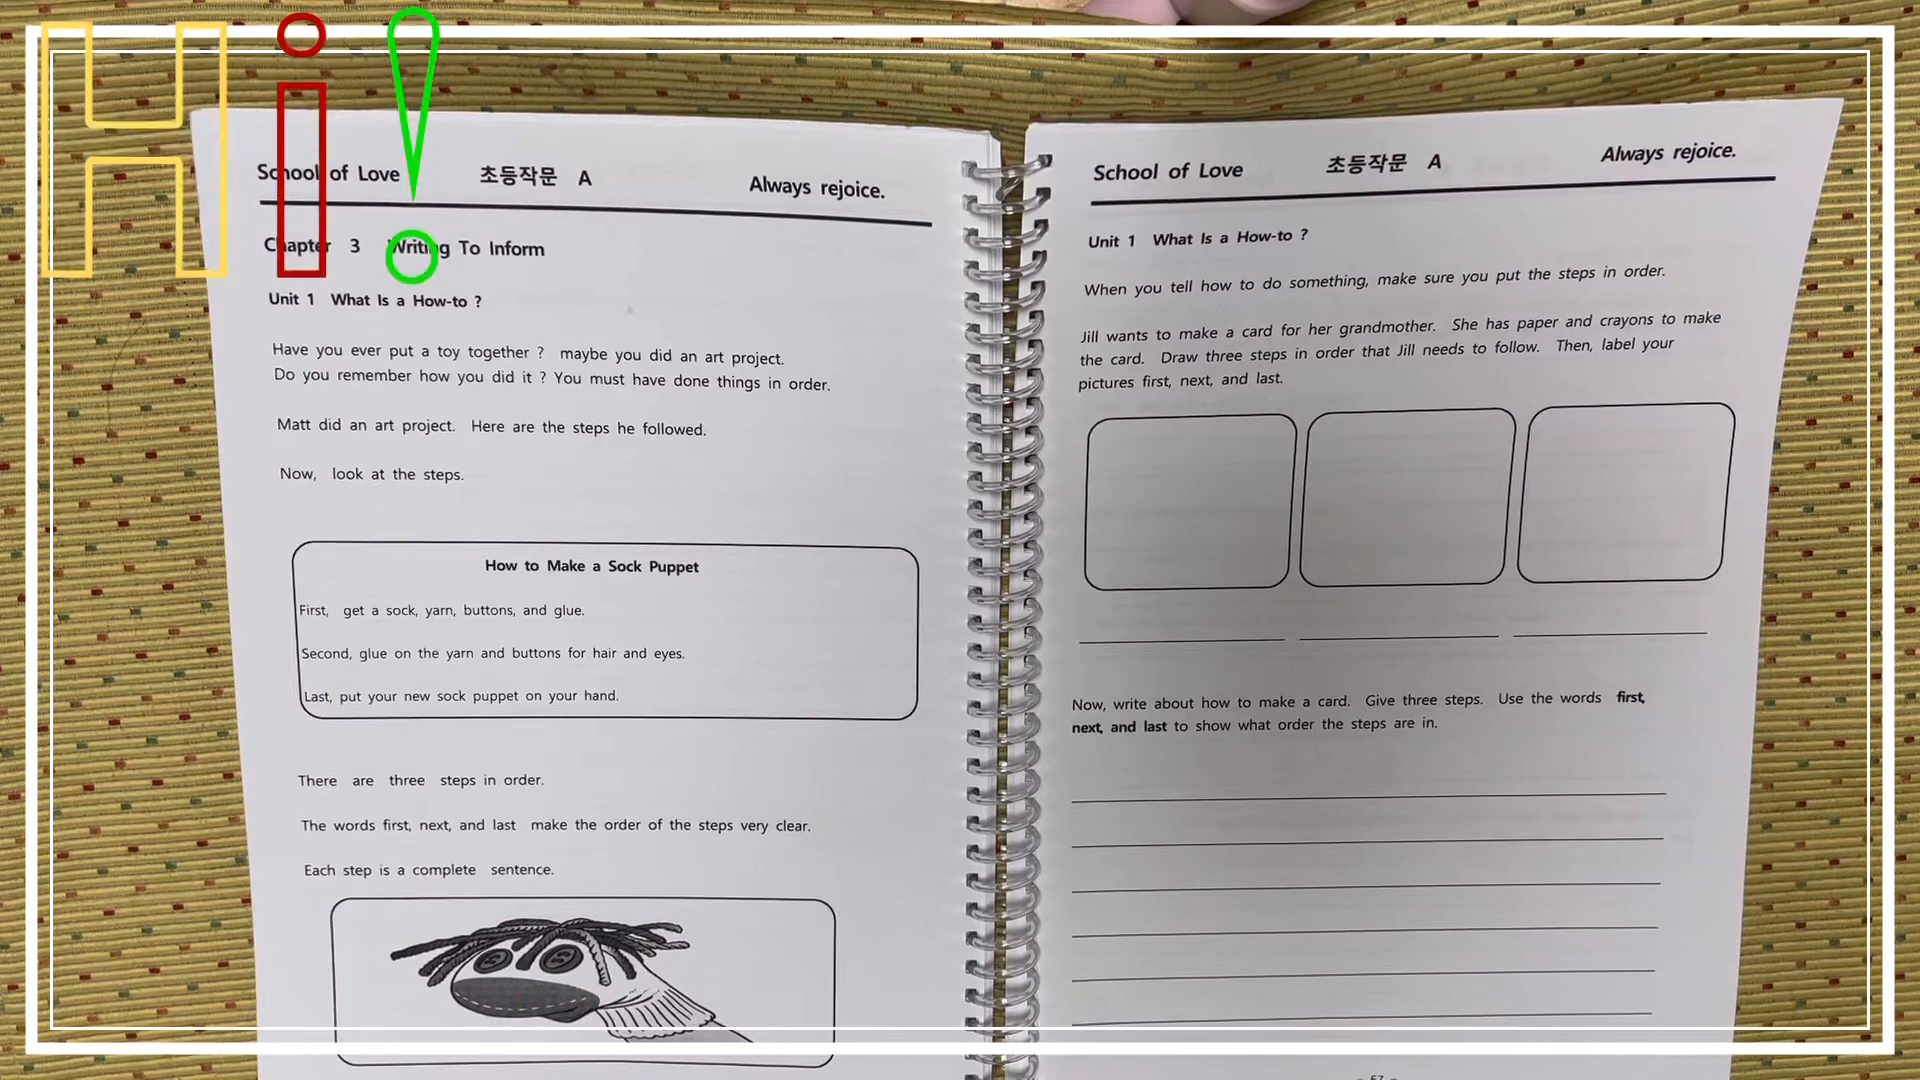 Hi!
School of Love 초등작문 A Always rejoice.
Chapter 3 Writing To Inform
Unit 1 What Is a How-to ?
Have you ever put a toy together ? maybe you did an art project.
Do you remember how you did it ? You must have done things in order.
Matt did an art project. Here are the steps he followed.
Now, look at the steps.
How to Make a Sock Puppet
First, get a sock, yarn, buttons, and glue.
Second, glue on the yarn and buttons for hair and eyes.
Last, put your new sock puppet on your hand.
There are three steps in order.
The words first, next, and last make the order of the steps very clear.
Each step is a complete sentence.
School of Love 초등작문 A Always rejoice.
Unit 1 What Is a How-to ?
When you tell how to do something, make sure you put the steps in order.
Jill wants to make a card for her grandmother. She has paper and crayons to make
the card. Draw three steps in order that Jill needs to follow. Then, label your
pictures first, next, and last.
Now, write about how to make a card. Give three steps. Use the words first,
next, and last to show what order the steps are in.